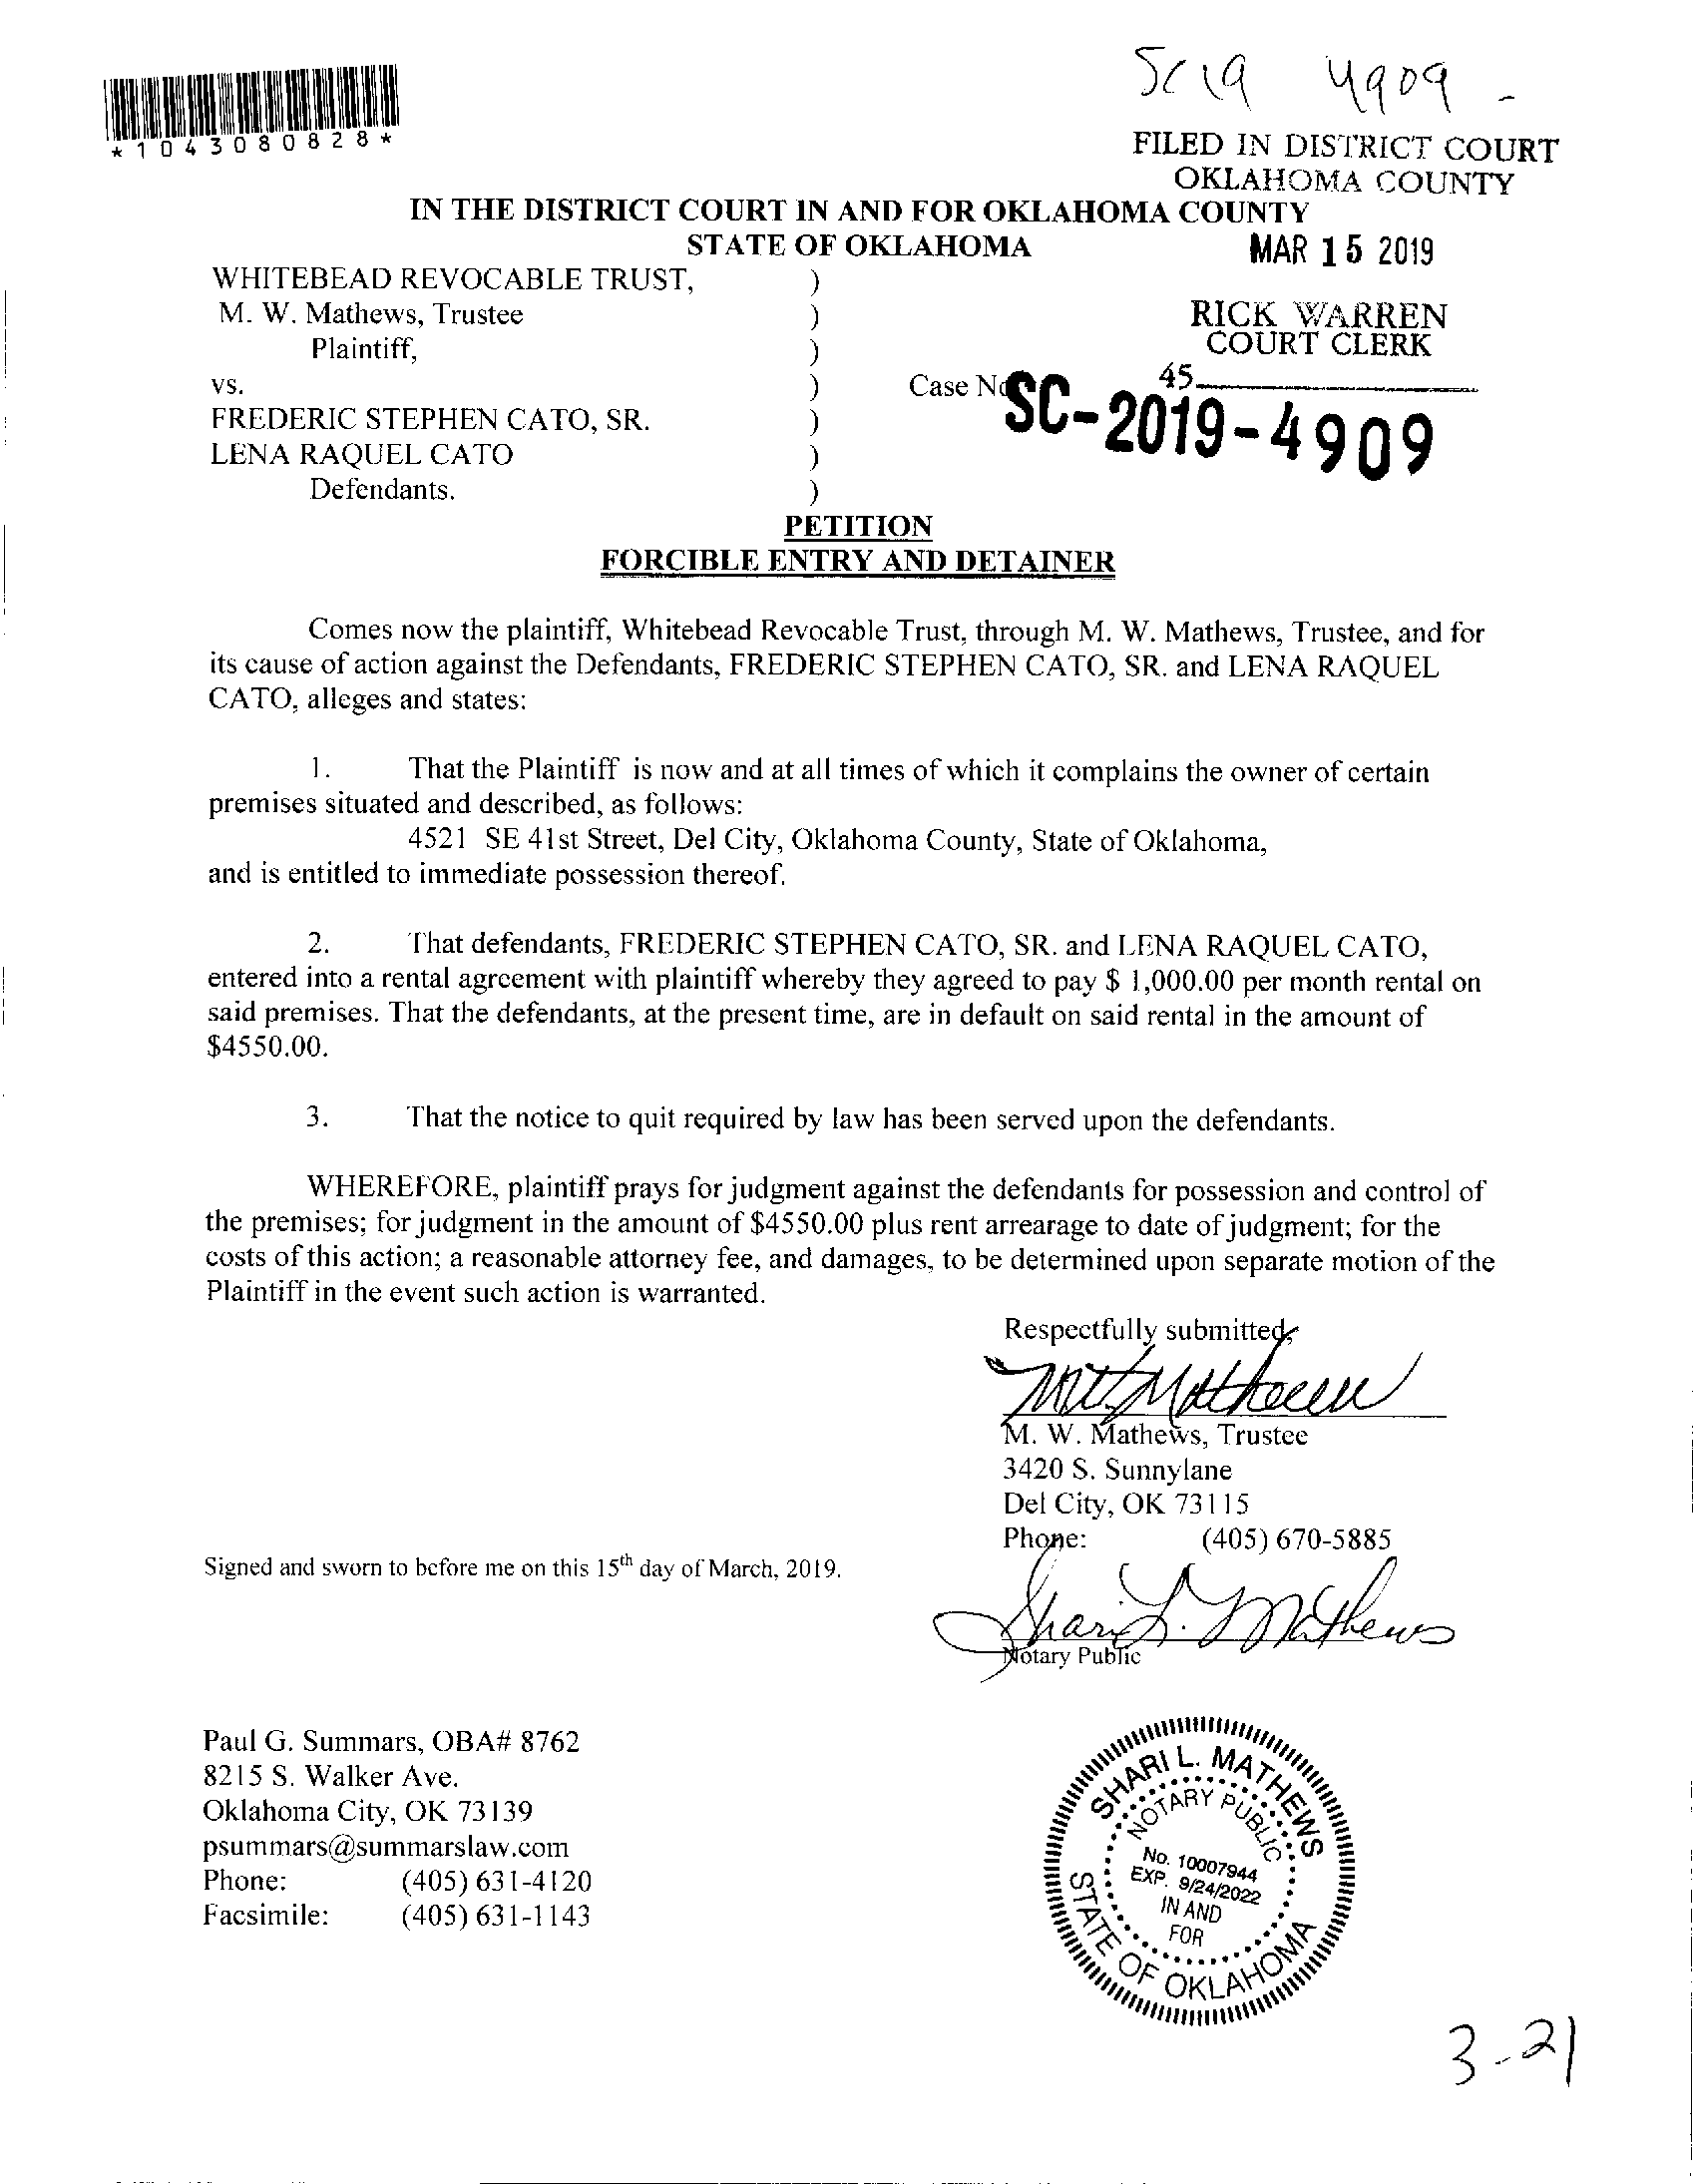 SC19 4909 -
*1043080828*
FILED IN DISTRICT COURT
OKLAHOMA COUNTY
IN THE DISTRICT COURT IN AND FOR OKLAHOMA COUNTY
STATE OF OKLAHOMA
MAR 15 2019
WHITEBEAD REVOCABLE TRUST, )
M. W. Mathews, Trustee )
Plaintiff, )
RICK WARREN
COURT CLERK
vs. )
Case No
45
SC-2019-4909
FREDERIC STEPHEN CATO, SR. )
LENA RAQUEL CATO )
Defendants. )
PETITION
FORCIBLE ENTRY AND DETAINER
Comes now the plaintiff, Whitebead Revocable Trust, through M. W. Mathews, Trustee, and for
its cause of action against the Defendants, FREDERIC STEPHEN CATO, SR. and LENA RAQUEL
CATO, alleges and states:
1. That the Plaintiff is now and at all times of which it complains the owner of certain
premises situated and described, as follows:
4521 SE 41st Street, Del City, Oklahoma County, State of Oklahoma,
and is entitled to immediate possession thereof.
2. That defendants, FREDERIC STEPHEN CATO, SR. and LENA RAQUEL CATO,
entered into a rental agreement with plaintiff whereby they agreed to pay $ 1,000.00 per month rental on
said premises. That the defendants, at the present time, are in default on said rental in the amount of
$4550.00.
3. That the notice to quit required by law has been served upon the defendants.
WHEREFORE, plaintiff prays for judgment against the defendants for possession and control of
the premises; for judgment in the amount of $4550.00 plus rent arrearage to date of judgment; for the
costs of this action; a reasonable attorney fee, and damages, to be determined upon separate motion of the
Plaintiff in the event such action is warranted.
Respectfully submitted,
M. W. Mathews, Trustee
3420 S. Sunnylane
Del City, OK 73115
Phone: (405) 670-5885
Signed and sworn to before me on this 15th day of March, 2019.
Shari L. Mathews
Notary Public
Paul G. Summars, OBA# 8762
8215 S. Walker Ave.
Oklahoma City, OK 73139
psummars@summarslaw.com
Phone: (405) 631-4120
Facsimile: (405) 631-1143
SHARI L. MATHEWS
NOTARY PUBLIC
No. 10007944
EXP. 9/24/2022
IN AND
FOR
STATE OF OKLAHOMA
3-21